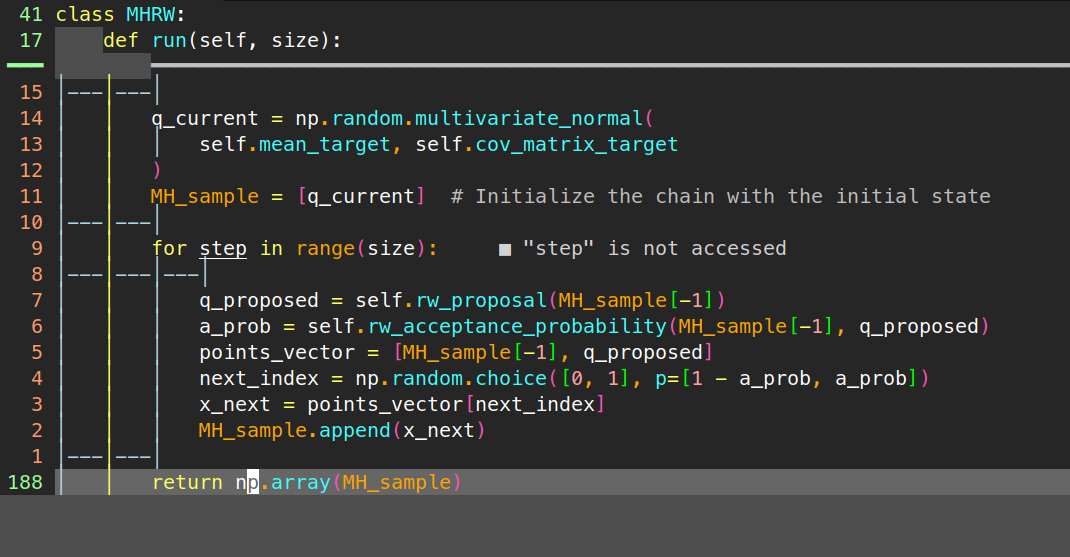 41 class MHRW:
17     def run(self, size):
15
14         q_current = np.random.multivariate_normal(
13             self.mean_target, self.cov_matrix_target
12         )
11         MH_sample = [q_current]  # Initialize the chain with the initial state
10
9         for step in range(size):     ■ "step" is not accessed
8
7             q_proposed = self.rw_proposal(MH_sample[-1])
6             a_prob = self.rw_acceptance_probability(MH_sample[-1], q_proposed)
5             points_vector = [MH_sample[-1], q_proposed]
4             next_index = np.random.choice([0, 1], p=[1 - a_prob, a_prob])
3             x_next = points_vector[next_index]
2             MH_sample.append(x_next)
1
188         return np.array(MH_sample)